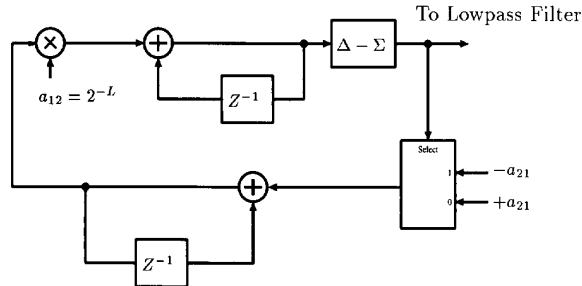 To Lowpass Filter
×
+
Δ − Σ
Z⁻¹
a₁₂ = 2⁻ᴸ
Select
1
−a₂₁
+
0
+a₂₁
Z⁻¹